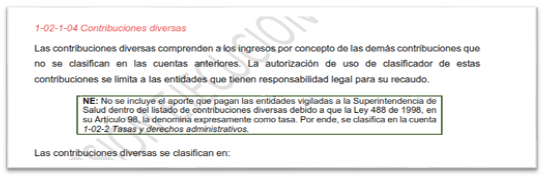 1-02-1-04 Contribuciones diversas
Las contribuciones diversas comprenden a los ingresos por concepto de las demás contribuciones que
no se clasifican en las cuentas anteriores. La autorización de uso de clasificador de estas
contribuciones se limita a las entidades que tienen responsabilidad legal para su recaudo.
NE: No se incluye el aporte que pagan las entidades vigiladas a la Superintendencia de
Salud dentro del listado de contribuciones diversas debido a que la Ley 488 de 1998, en
su Artículo 98, la denomina expresamente como tasa. Por ende, se clasifica en la cuenta
1-02-2 Tasas y derechos administrativos.
Las contribuciones diversas se clasifican en: